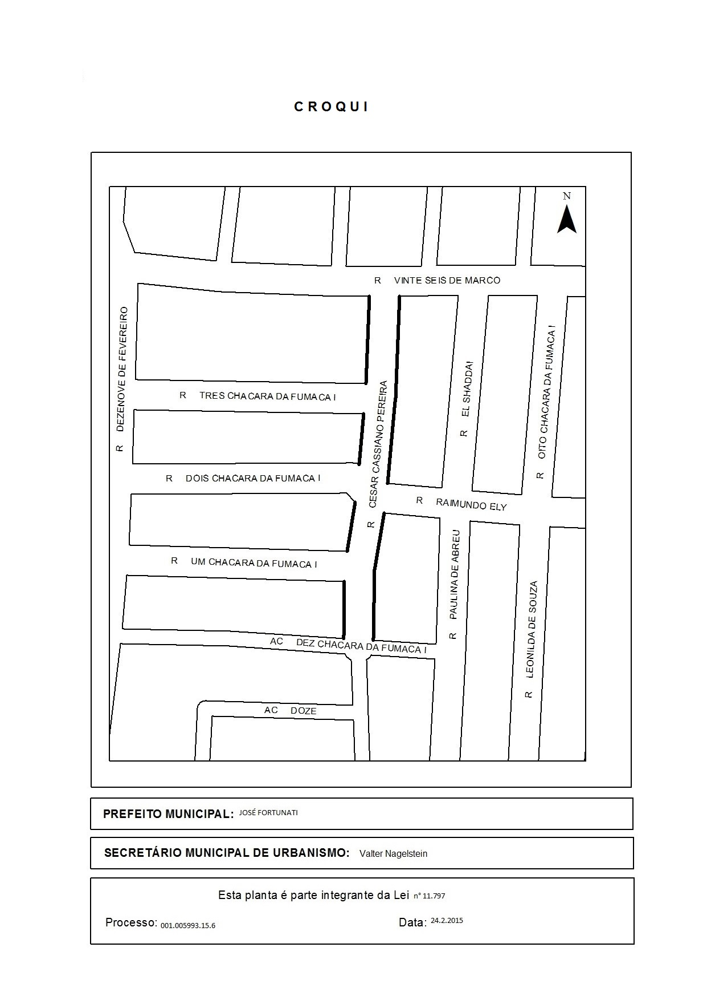 CROQUI
N
R VINTE SEIS DE MARCO
R DEZENOVE DE FEVEREIRO
R TRES CHACARA DA FUMACA I
R CESAR CASSIANO PEREIRA
R EL SHADDAI
R OITO CHACARA DA FUMACA I
R DOIS CHACARA DA FUMACA I
R RAIMUNDO ELY
R UM CHACARA DA FUMACA I
R PAULINA DE ABREU
R LEONILDA DE SOUZA
AC DEZ CHACARA DA FUMACA I
AC DOZE
PREFEITO MUNICIPAL: JOSÉ FORTUNATI
SECRETÁRIO MUNICIPAL DE URBANISMO: Valter Nagelstein
Esta planta é parte integrante da Lei n° 11.797
Processo: 001.005993.15.6 Data: 24.2.2015